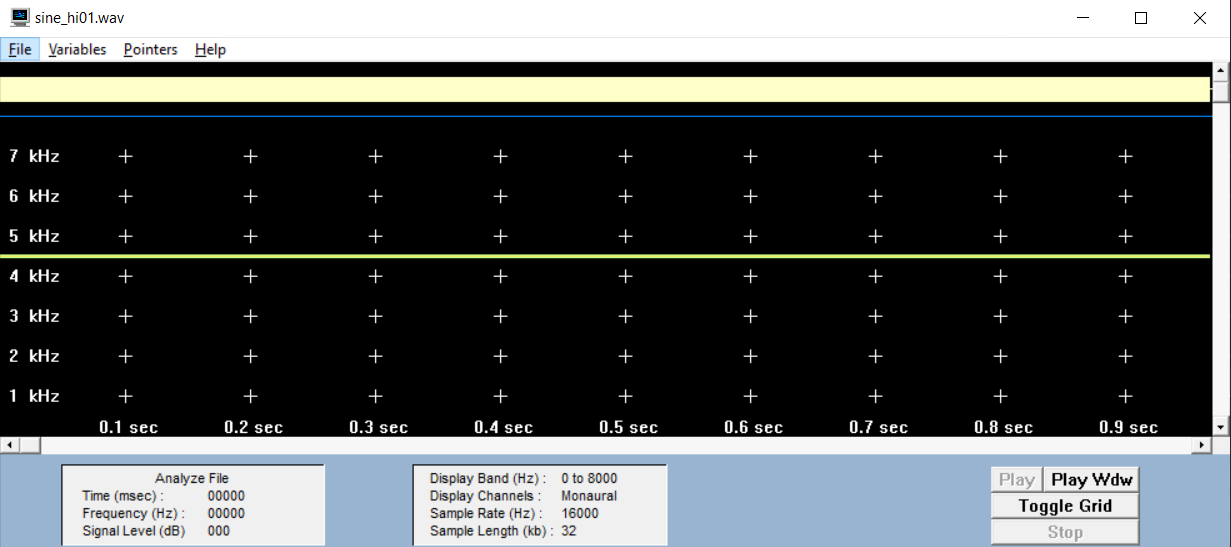 sine_hi01.wav
File Variables Pointers Help
7 kHz
6 kHz
5 kHz
4 kHz
3 kHz
2 kHz
1 kHz
0.1 sec 0.2 sec 0.3 sec 0.4 sec 0.5 sec 0.6 sec 0.7 sec 0.8 sec 0.9 sec
Analyze File
Time (msec) : 00000
Frequency (Hz) : 00000
Signal Level (dB) 000
Display Band (Hz) : 0 to 8000
Display Channels : Monaural
Sample Rate (Hz) : 16000
Sample Length (kb) : 32
Play Play Wdw
Toggle Grid
Stop